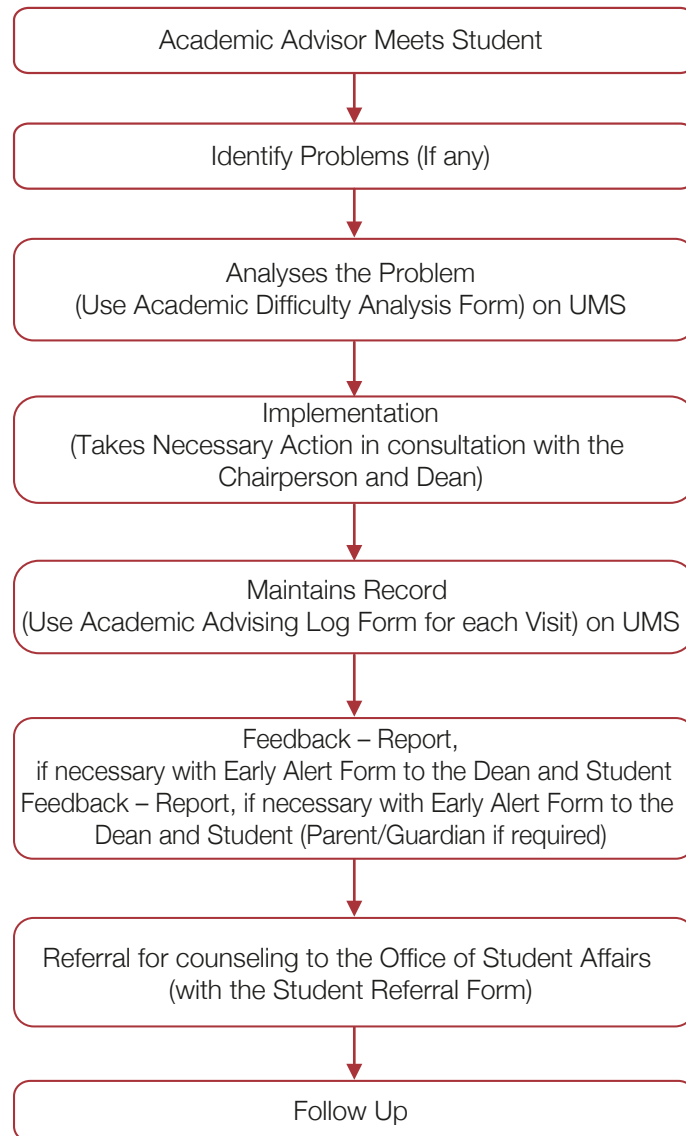 Academic Advisor Meets Student
Identify Problems (If any)
Analyses the Problem
(Use Academic Difficulty Analysis Form) on UMS
Implementation
(Takes Necessary Action in consultation with the
Chairperson and Dean)
Maintains Record
(Use Academic Advising Log Form for each Visit) on UMS
Feedback – Report,
if necessary with Early Alert Form to the Dean and Student
Feedback – Report, if necessary with Early Alert Form to the
Dean and Student (Parent/Guardian if required)
Referral for counseling to the Office of Student Affairs
(with the Student Referral Form)
Follow Up